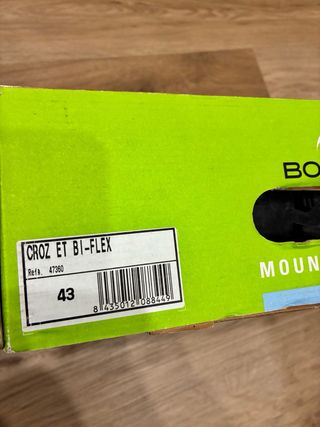 BO
MOUN
CROZ ET BI-FLEX
Refª. 47360
43
8 435012 088449